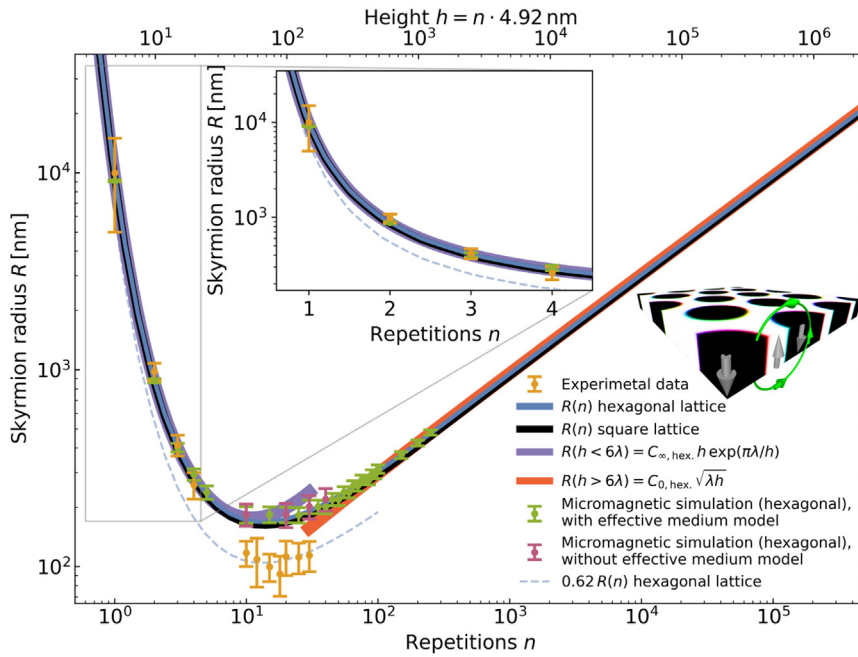 Height h = n · 4.92 nm
10¹ 10² 10³ 10⁴ 10⁵ 10⁶
Skyrmion radius R [nm]
10⁴
10³
10²
Skyrmion radius R [nm]
10⁴
10³
1 2 3 4
Repetitions n
Experimetal data
R(n) hexagonal lattice
R(n) square lattice
R(h < 6λ) = C∞, hex. h exp(πλ/h)
R(h > 6λ) = C0, hex. √λh
Micromagnetic simulation (hexagonal),
with effective medium model
Micromagnetic simulation (hexagonal),
without effective medium model
0.62 R(n) hexagonal lattice
10⁰ 10¹ 10² 10³ 10⁴ 10⁵
Repetitions n